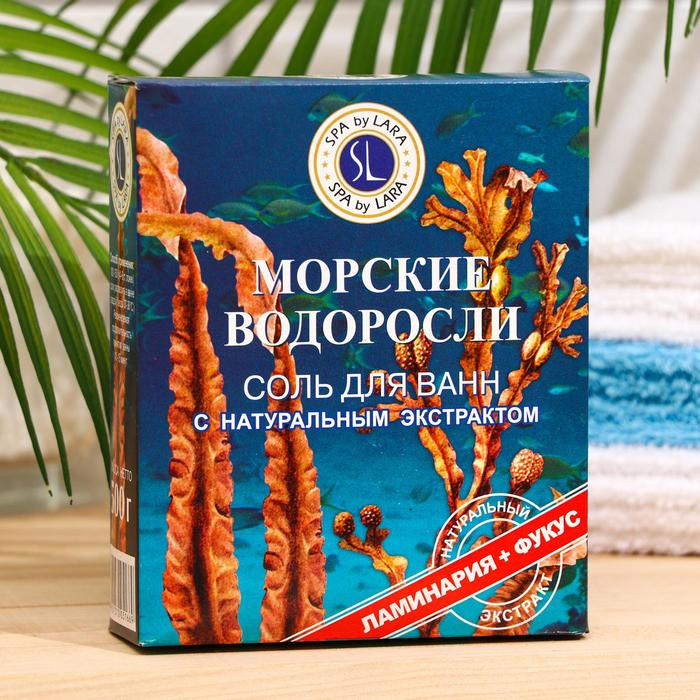 SPA by LARA
SL
SPA by LARA
МОРСКИЕ
ВОДОРОСЛИ
СОЛЬ ДЛЯ ВАНН
С НАТУРАЛЬНЫМ ЭКСТРАКТОМ
НАТУРАЛЬНЫЙ
ЛАМИНАРИЯ + ФУКУС
ЭКСТРАКТ